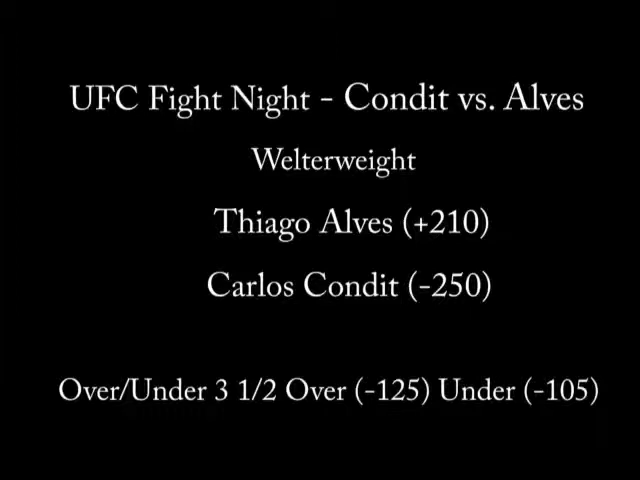 UFC Fight Night - Condit vs. Alves
Welterweight
Thiago Alves (+210)
Carlos Condit (-250)
Over/Under 3 1/2 Over (-125) Under (-105)